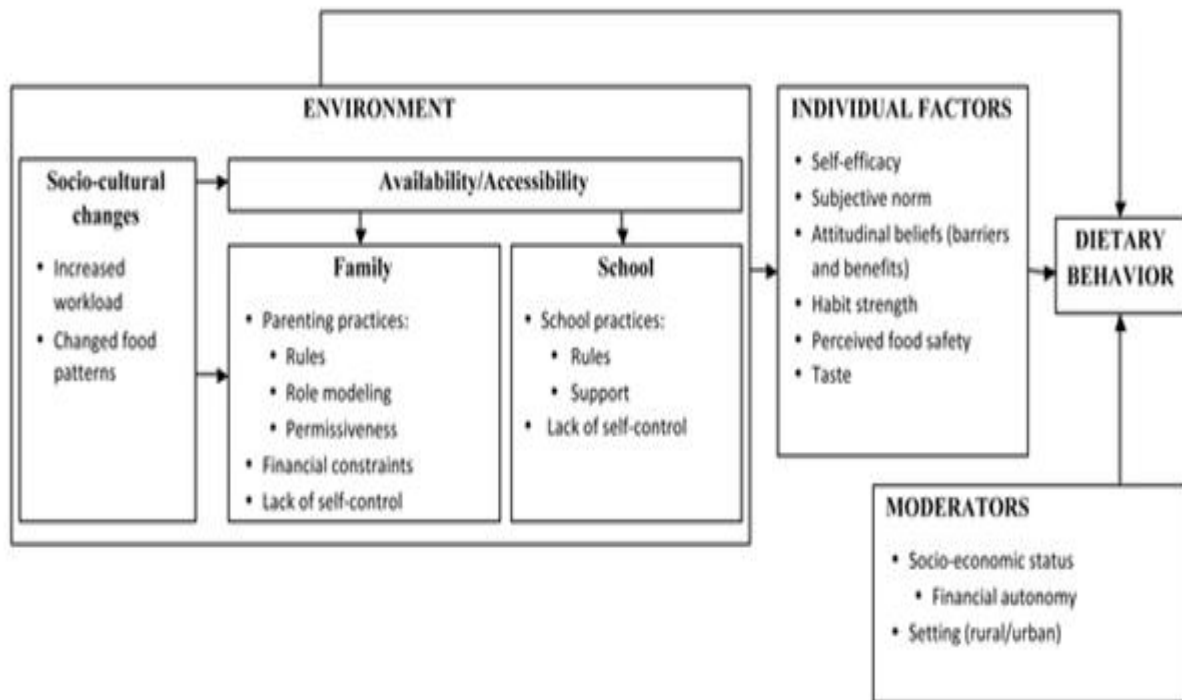 ENVIRONMENT
Socio-cultural
changes
• Increased
workload
• Changed food
patterns
Availability/Accessibility
Family
• Parenting practices:
• Rules
• Role modeling
• Permissiveness
• Financial constraints
• Lack of self-control
School
• School practices:
• Rules
• Support
• Lack of self-control
INDIVIDUAL FACTORS
• Self-efficacy
• Subjective norm
• Attitudinal beliefs (barriers
and benefits)
• Habit strength
• Perceived food safety
• Taste
DIETARY
BEHAVIOR
MODERATORS
• Socio-economic status
• Financial autonomy
• Setting (rural/urban)